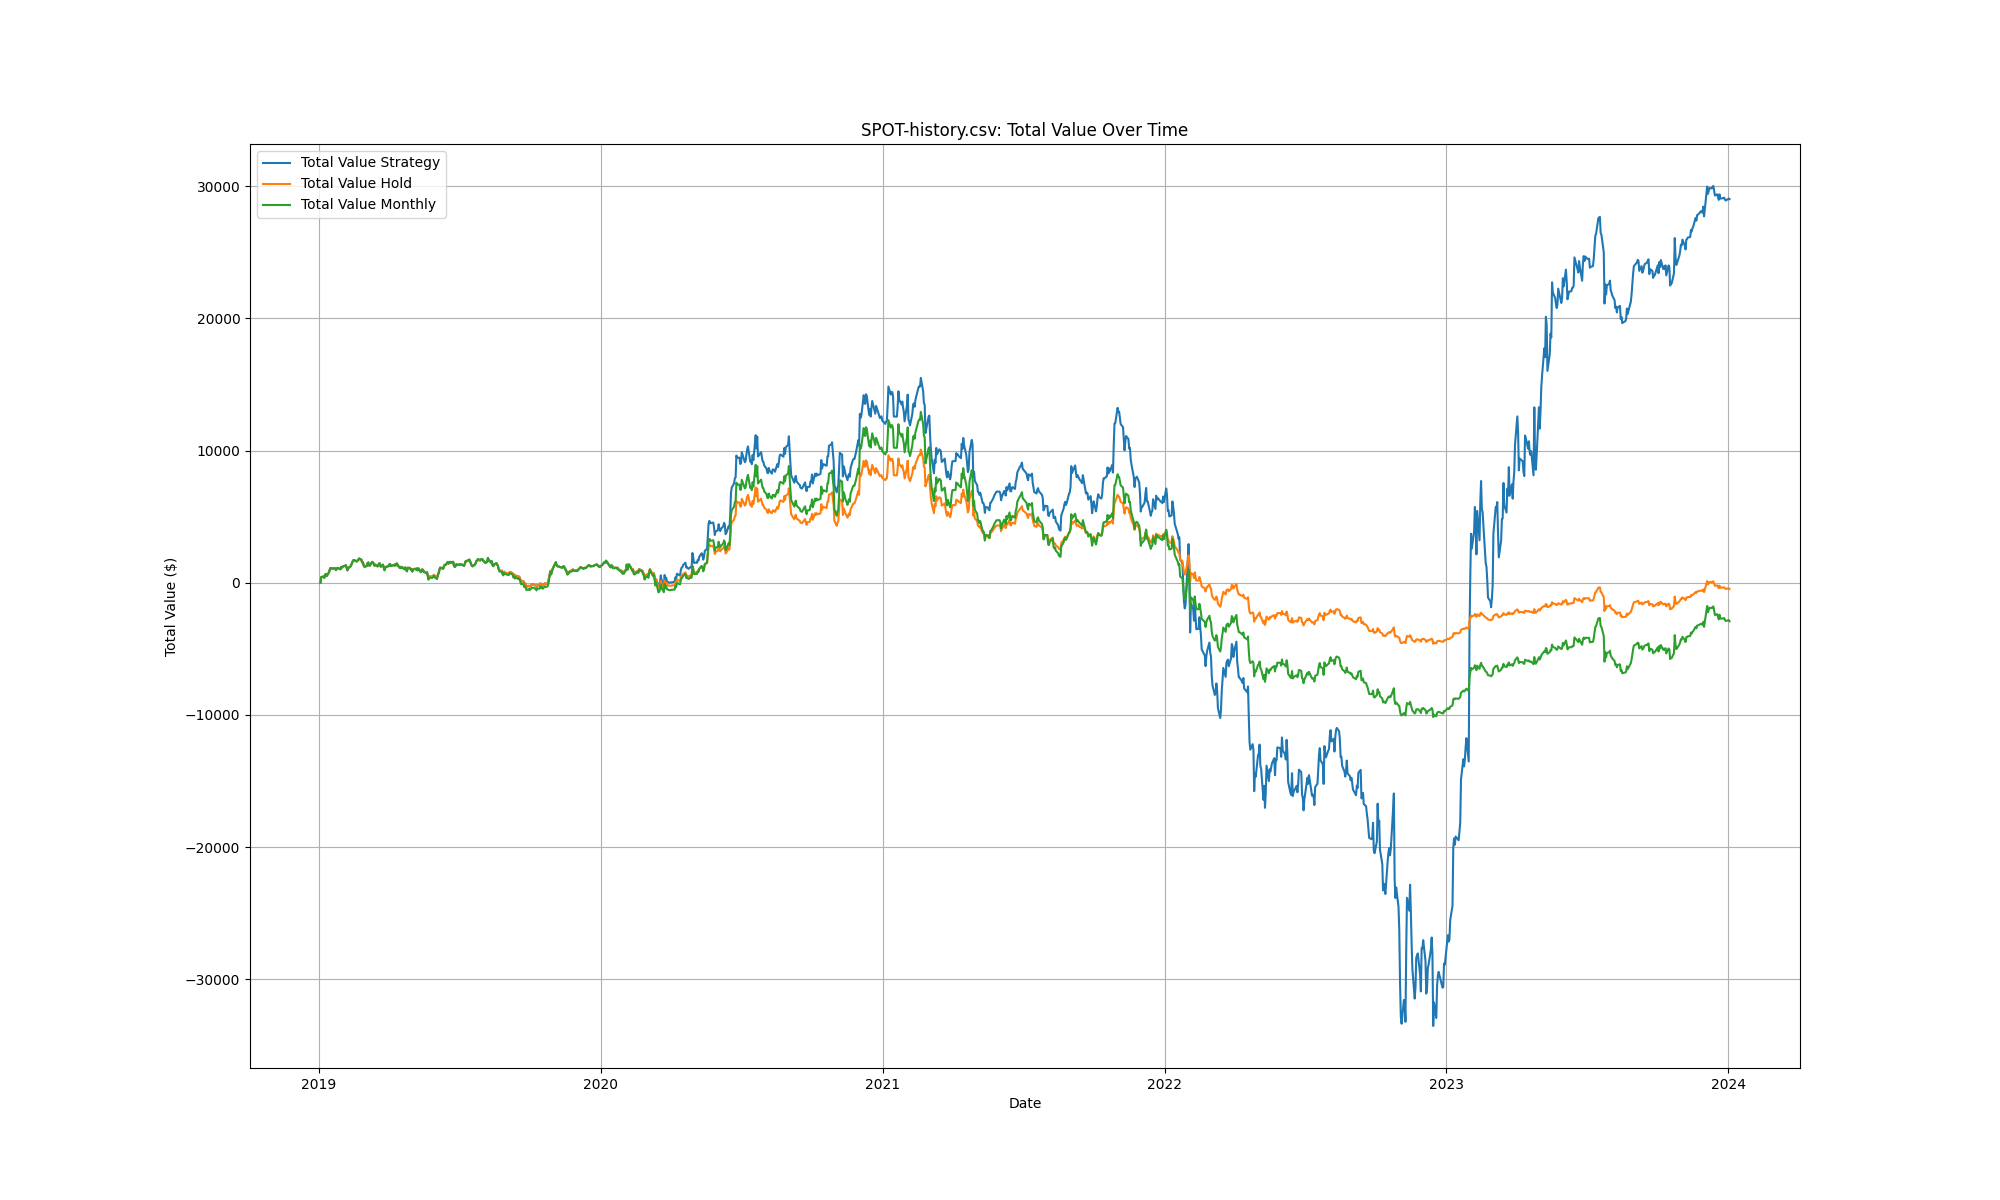 SPOT-history.csv: Total Value Over Time
Total Value Strategy
Total Value Hold
Total Value Monthly
30000
20000
10000
0
−10000
−20000
−30000
Total Value ($)
2019 2020 2021 2022 2023 2024
Date